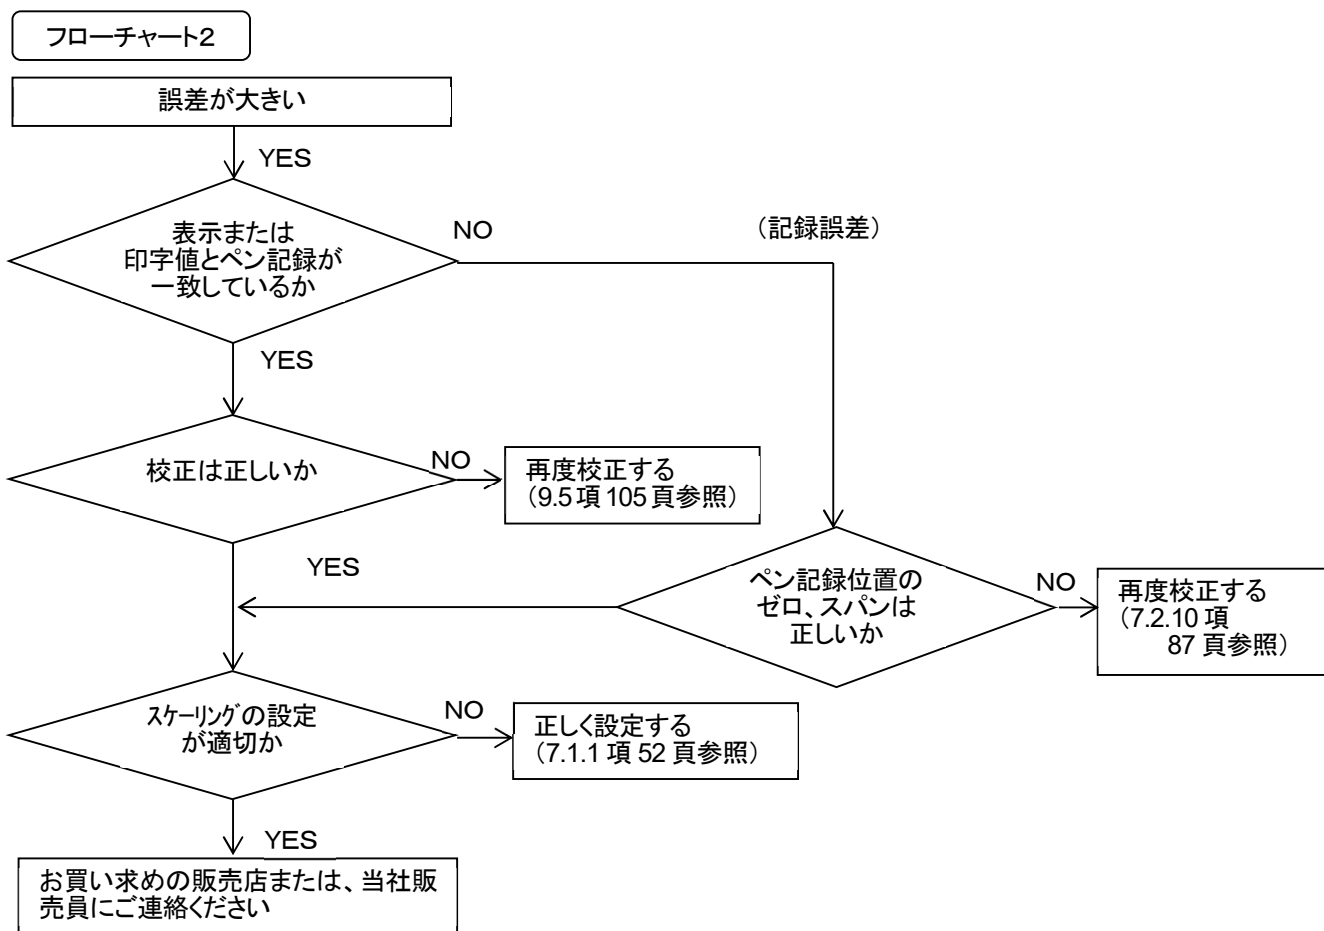 フローチャート２
誤差が大きい
YES
表示または
印字値とペン記録が
一致しているか
NO
（記録誤差）
YES
校正は正しいか
NO
再度校正する
（9.5 項 105 頁参照）
YES
ペン記録位置の
ゼロ、スパンは
正しいか
NO
再度校正する
（7.2.10 項
87 頁参照）
ｽｹｰﾘﾝｸﾞの設定
が適切か
NO
正しく設定する
（7.1.1 項 52 頁参照）
YES
お買い求めの販売店または、当社販
売員にご連絡ください